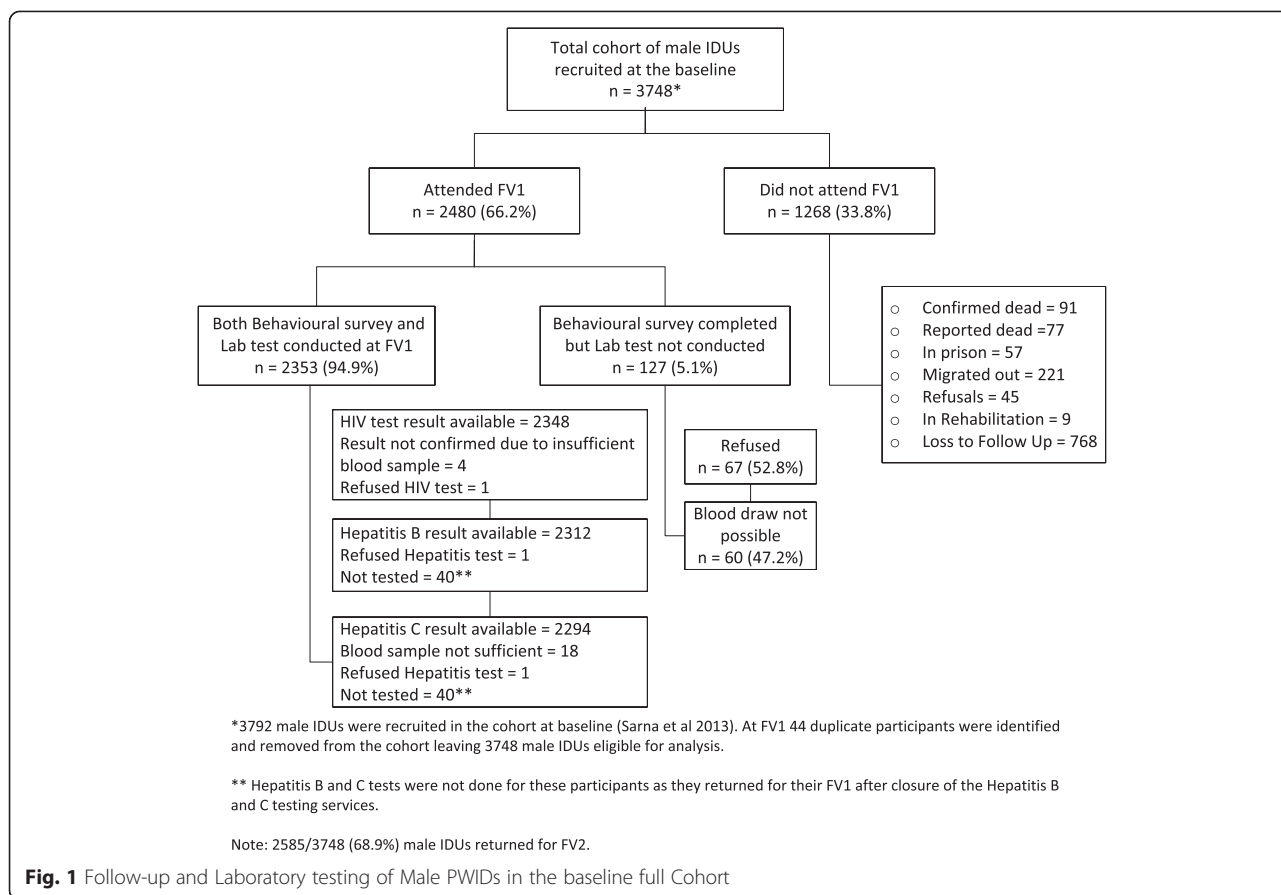 Total cohort of male IDUs
recruited at the baseline
n = 3748*
Attended FV1
n = 2480 (66.2%)
Did not attend FV1
n = 1268 (33.8%)
Both Behavioural survey and
Lab test conducted at FV1
n = 2353 (94.9%)
Behavioural survey completed
but Lab test not conducted
n = 127 (5.1%)
○ Confirmed dead = 91
○ Reported dead =77
○ In prison = 57
○ Migrated out = 221
○ Refusals = 45
○ In Rehabilitation = 9
○ Loss to Follow Up = 768
HIV test result available = 2348
Result not confirmed due to insufficient
blood sample = 4
Refused HIV test = 1
Refused
n = 67 (52.8%)
Blood draw not
possible
n = 60 (47.2%)
Hepatitis B result available = 2312
Refused Hepatitis test = 1
Not tested = 40**
Hepatitis C result available = 2294
Blood sample not sufficient = 18
Refused Hepatitis test = 1
Not tested = 40**
*3792 male IDUs were recruited in the cohort at baseline (Sarna et al 2013). At FV1 44 duplicate participants were identified
and removed from the cohort leaving 3748 male IDUs eligible for analysis.
** Hepatitis B and C tests were not done for these participants as they returned for their FV1 after closure of the Hepatitis B
and C testing services.
Note: 2585/3748 (68.9%) male IDUs returned for FV2.
Fig. 1 Follow-up and Laboratory testing of Male PWIDs in the baseline full Cohort